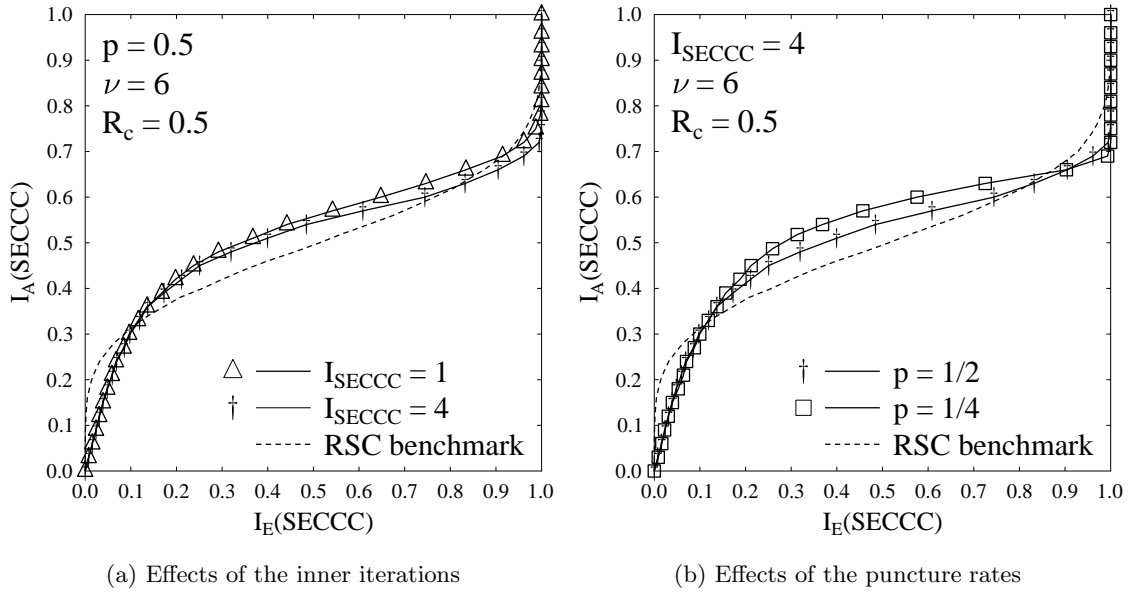 1.0
0.9
0.8
0.7
0.6
0.5
0.4
0.3
0.2
0.1
0.0
I_A(SECCC)
p = 0.5
ν = 6
R_c = 0.5
△ I_SECCC = 1
† I_SECCC = 4
RSC benchmark
0.0 0.1 0.2 0.3 0.4 0.5 0.6 0.7 0.8 0.9 1.0
I_E(SECCC)
(a) Effects of the inner iterations
1.0
0.9
0.8
0.7
0.6
0.5
0.4
0.3
0.2
0.1
0.0
I_A(SECCC)
I_SECCC = 4
ν = 6
R_c = 0.5
† p = 1/2
□ p = 1/4
RSC benchmark
0.0 0.1 0.2 0.3 0.4 0.5 0.6 0.7 0.8 0.9 1.0
I_E(SECCC)
(b) Effects of the puncture rates